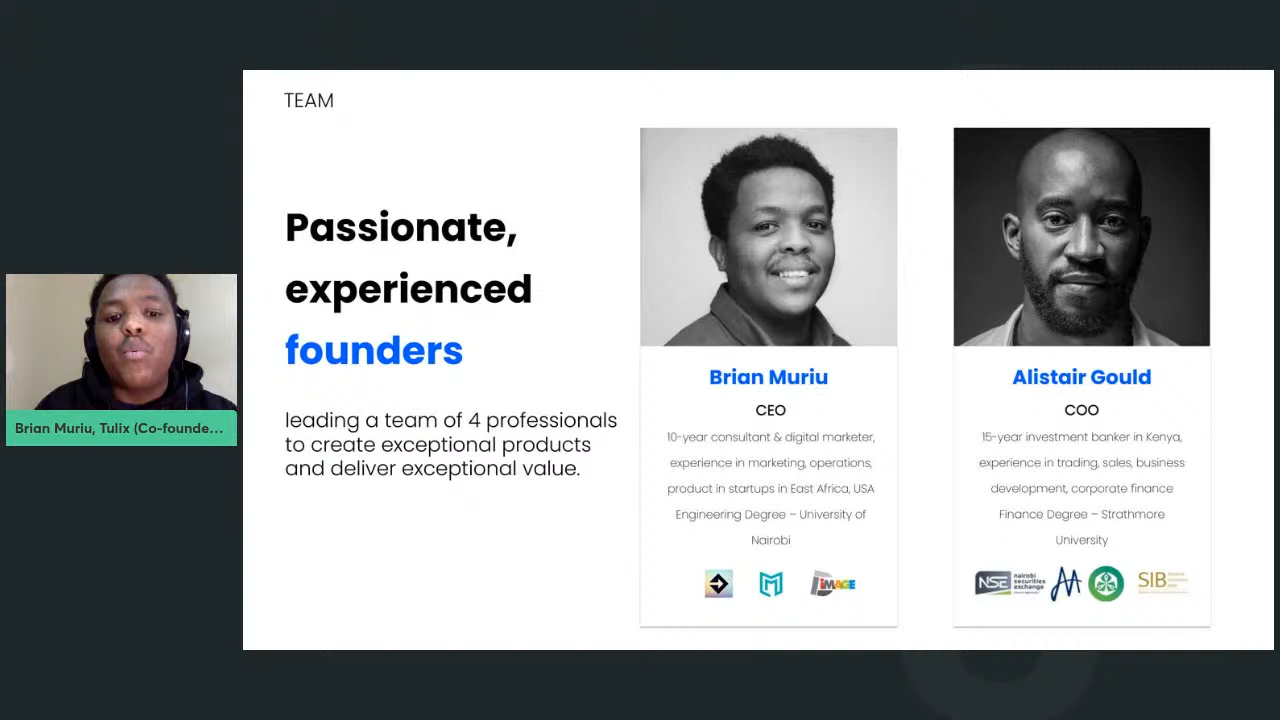 TEAM
Passionate,
experienced
founders
leading a team of 4 professionals
to create exceptional products
and deliver exceptional value.
Brian Muriu, Tulix (Co-founde...
Brian Muriu
CEO
10-year consultant & digital marketer,
experience in marketing, operations,
product in startups in East Africa, USA
Engineering Degree – University of
Nairobi
IMAGE
Alistair Gould
COO
15-year investment banker in Kenya,
experience in trading, sales, business
development, corporate finance
Finance Degree – Strathmore
University
NSE
nairobi
securities
exchange
SIB